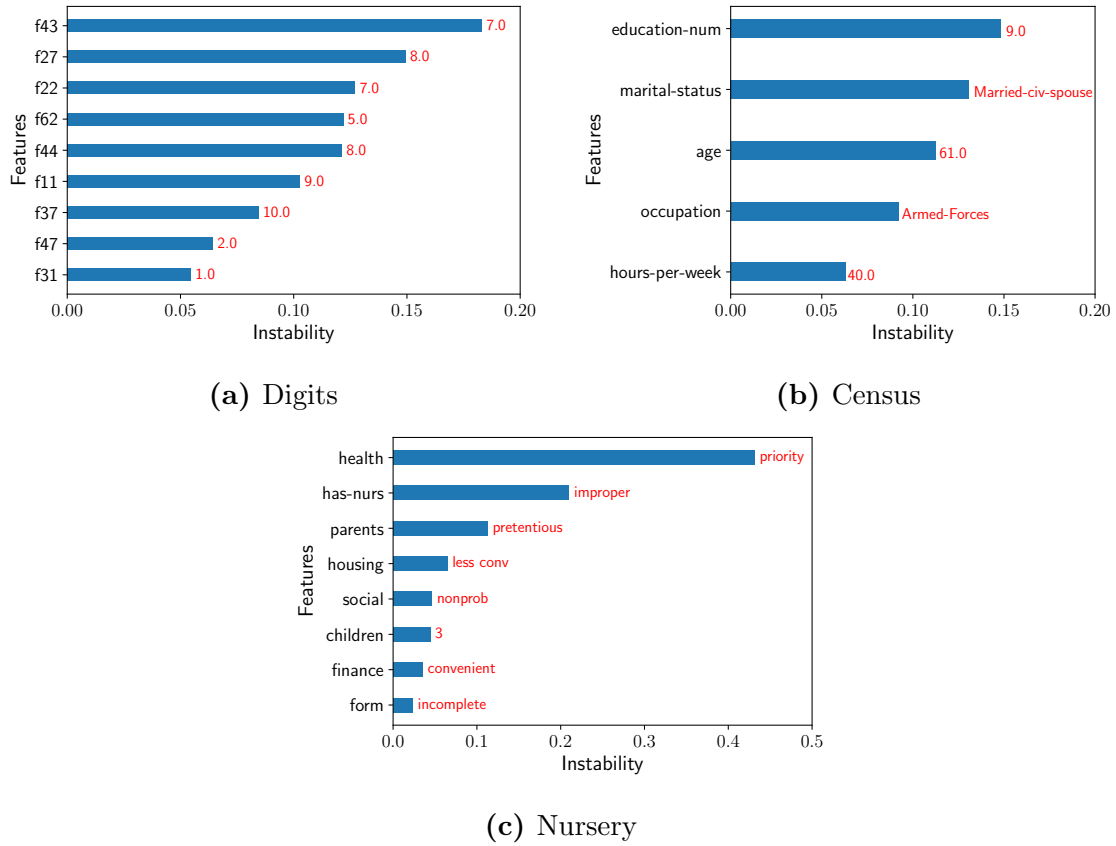 f43 7.0
f27 8.0
f22 7.0
f62 5.0
f44 8.0
f11 9.0
f37 10.0
f47 2.0
f31 1.0
Features
0.00 0.05 0.10 0.15 0.20
Instability
(a) Digits
education-num 9.0
marital-status Married-civ-spouse
age 61.0
occupation Armed-Forces
hours-per-week 40.0
Features
0.00 0.05 0.10 0.15 0.20
Instability
(b) Census
health priority
has-nurs improper
parents pretentious
housing less conv
social nonprob
children 3
finance convenient
form incomplete
Features
0.0 0.1 0.2 0.3 0.4 0.5
Instability
(c) Nursery